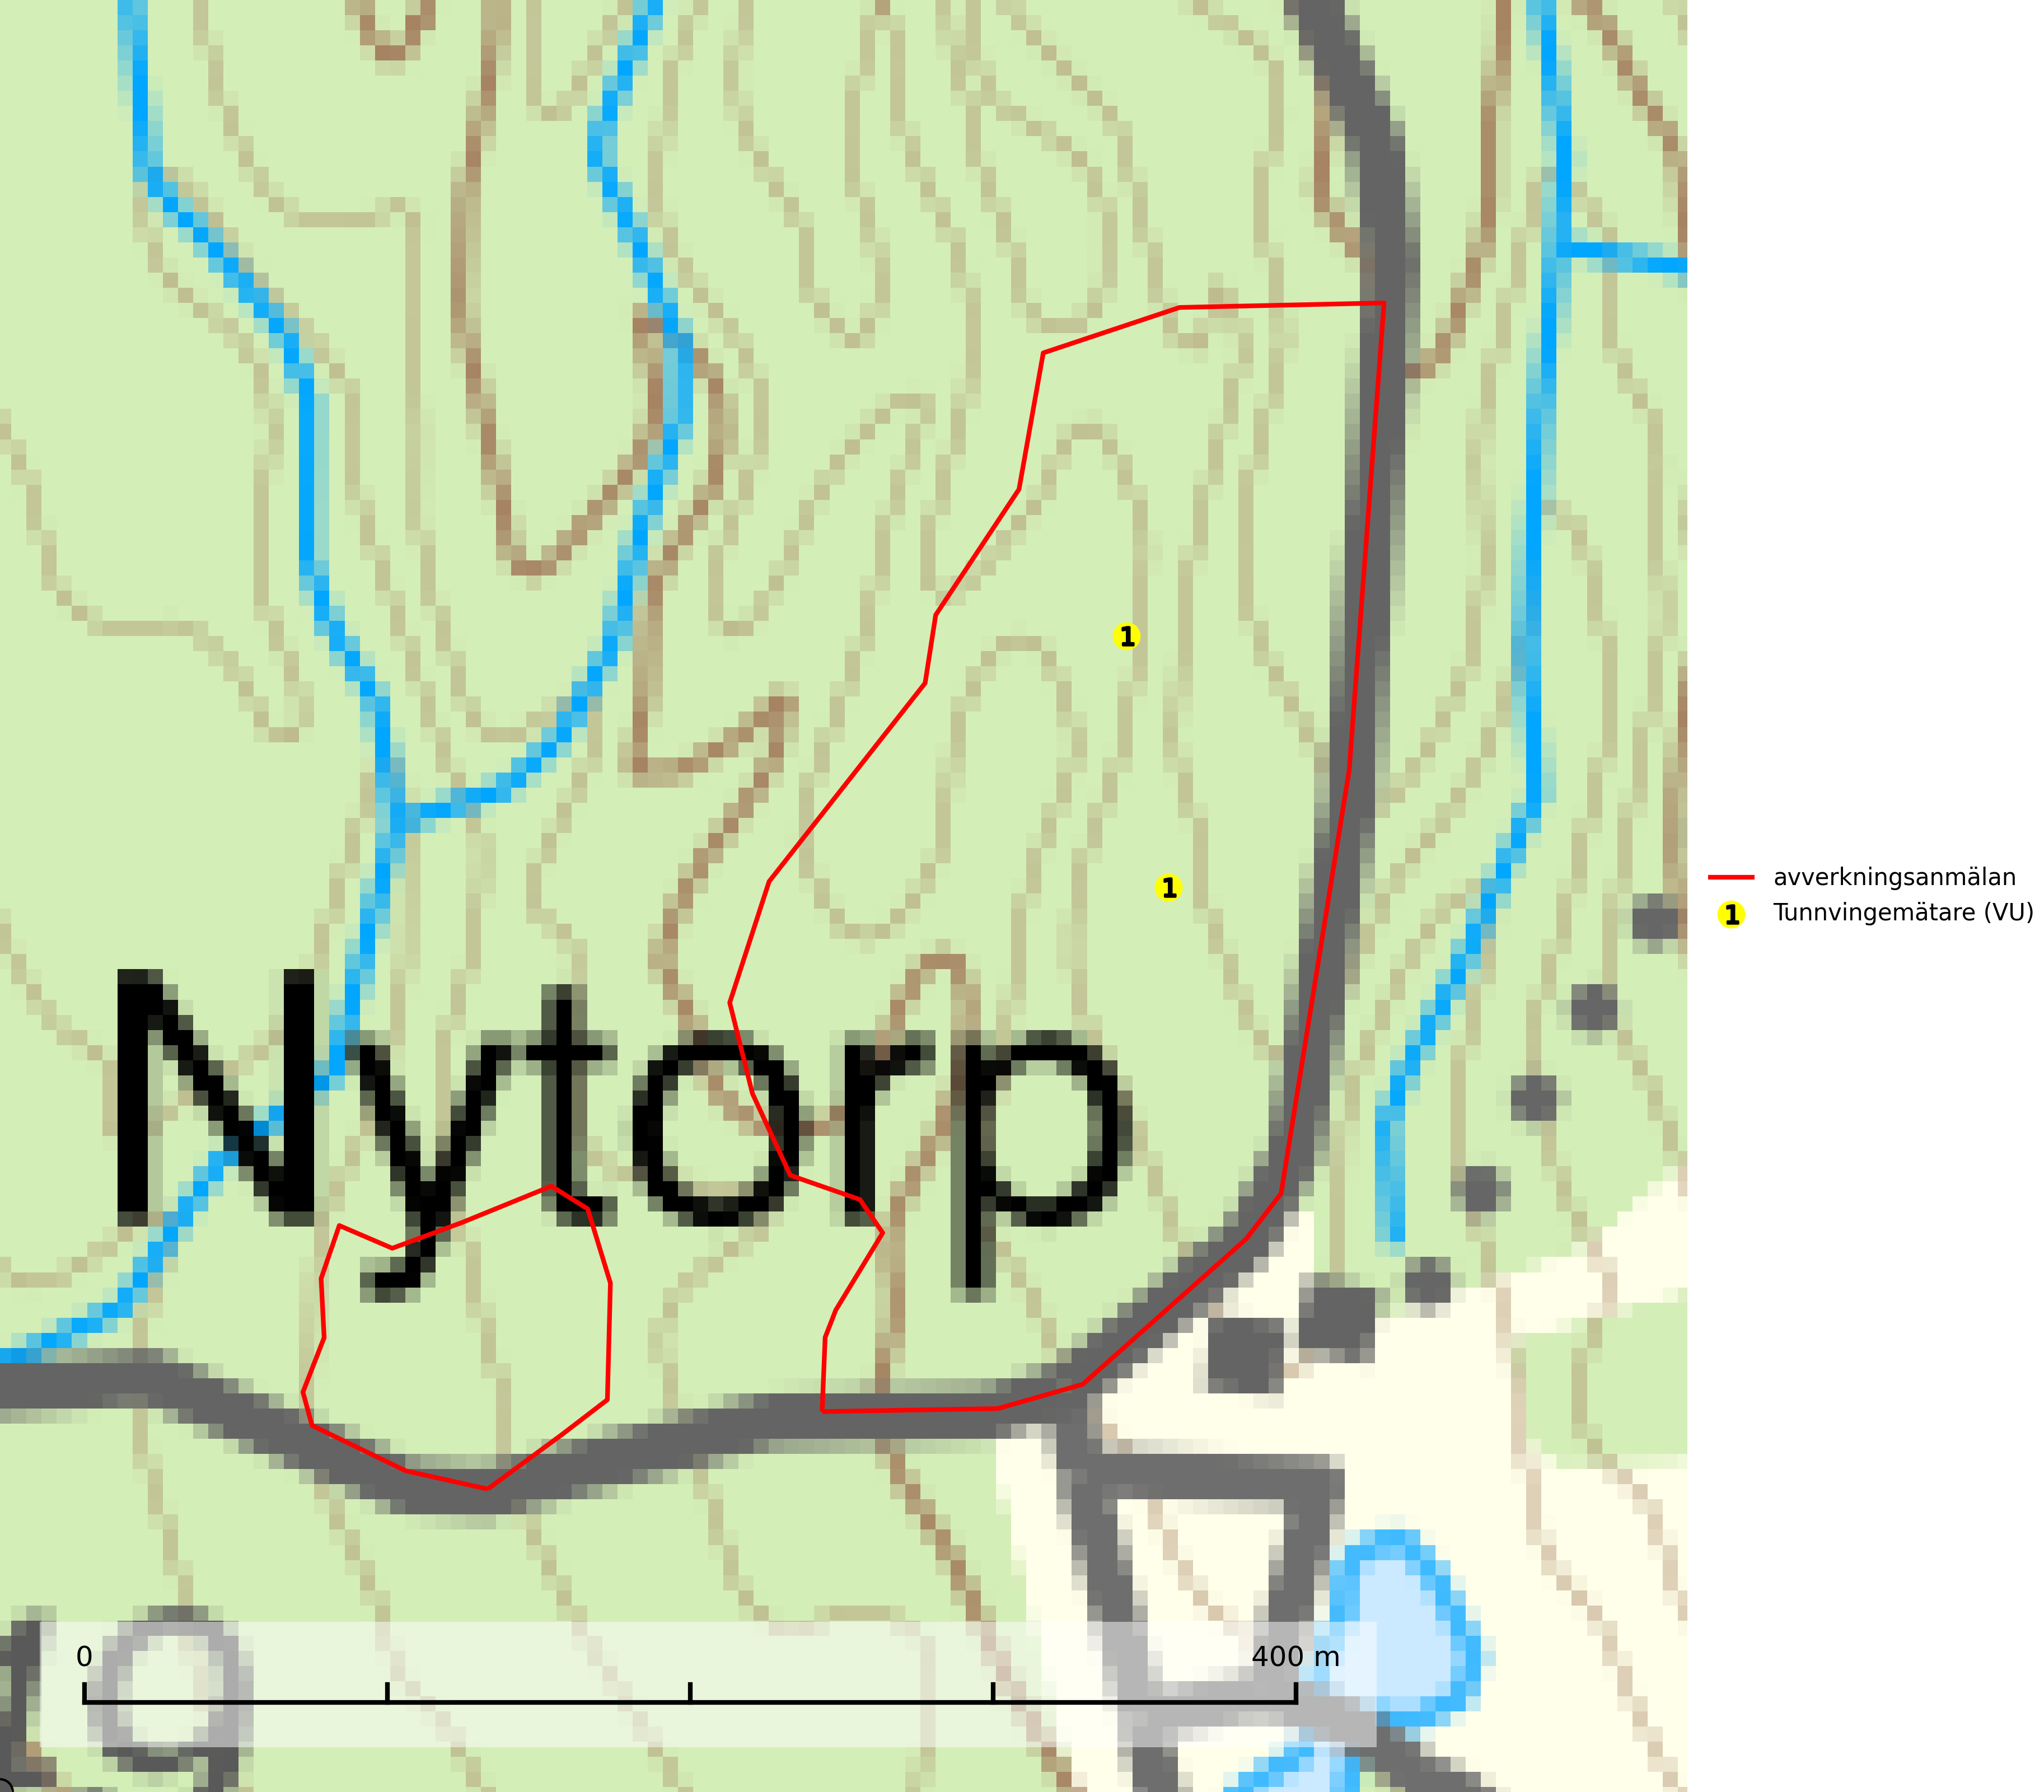 1
1
avverkningsanmälan
1 Tunnvingemätare (VU)
Nytorp
0 400 m